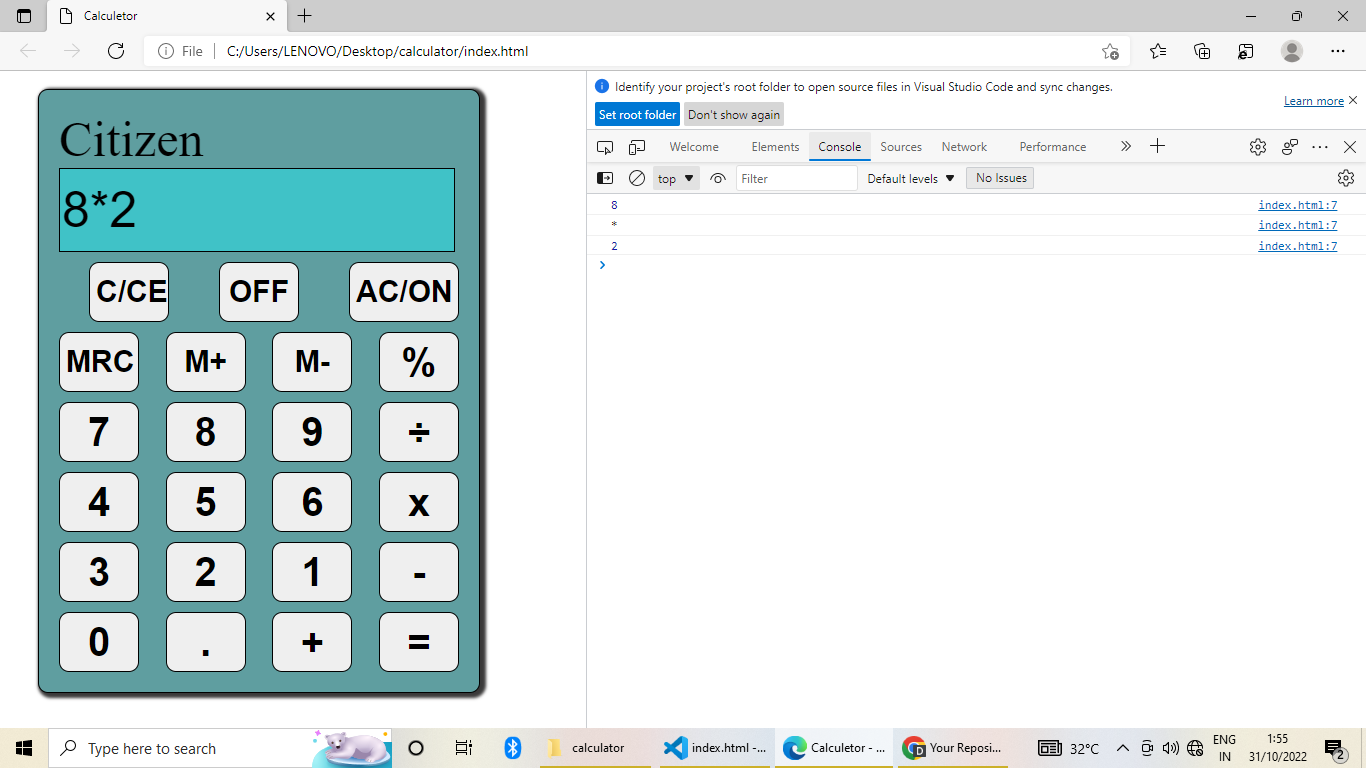 Calculetor
File
C:/Users/LENOVO/Desktop/calculator/index.html
Citizen
8*2
C/CE OFF AC/ON
MRC M+ M- %
7 8 9 ÷
4 5 6 x
3 2 1 -
0 . + =
Identify your project's root folder to open source files in Visual Studio Code and sync changes.
Set root folder Don't show again
Learn more
Welcome Elements Console Sources Network Performance
top Filter Default levels No Issues
8 index.html:7
* index.html:7
2 index.html:7
Type here to search
calculator
index.html -...
Calculetor - ...
Your Reposi...
32°C
ENG
IN
1:55
31/10/2022
2